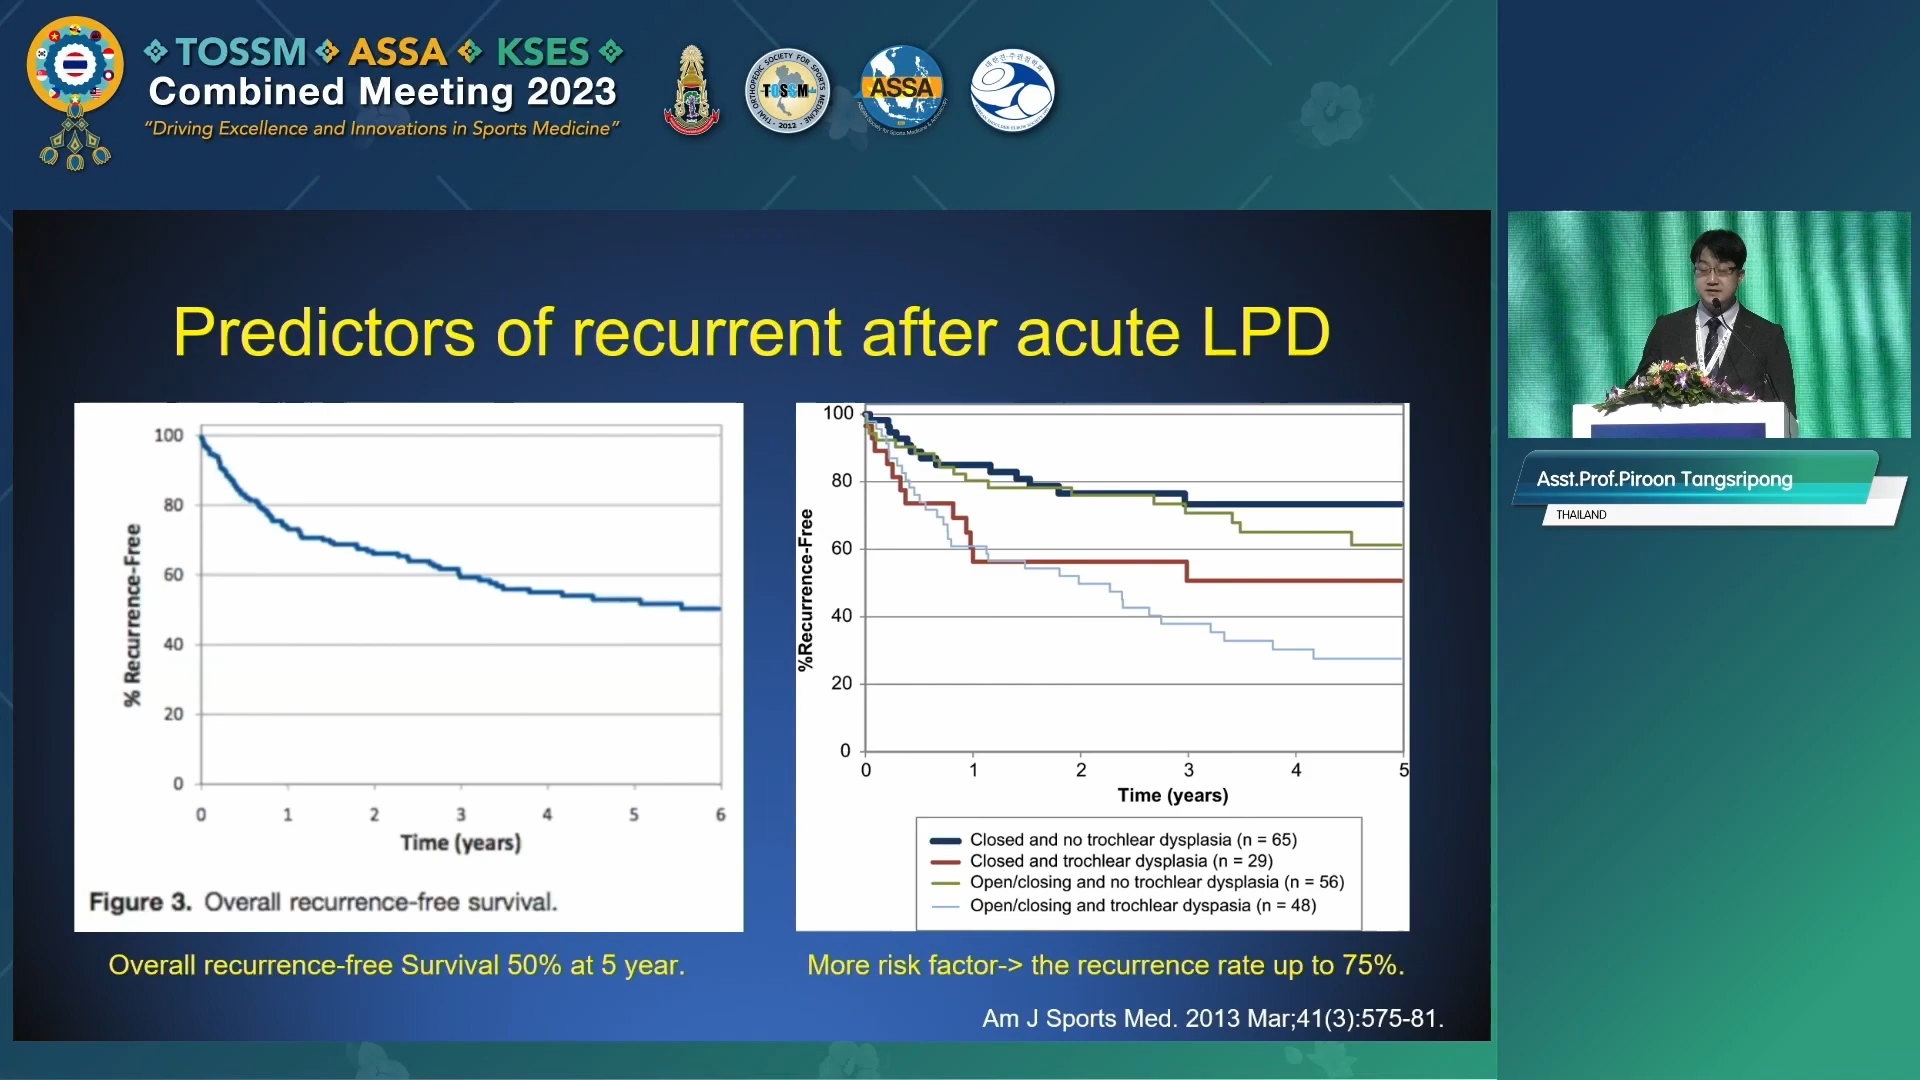 TOSSM ASSA KSES
Combined Meeting 2023
"Driving Excellence and Innovations in Sports Medicine"
TOSSM
2012
ASSA
Predictors of recurrent after acute LPD
100
80
60
40
20
0
% Recurrence-Free
0 1 2 3 4 5 6
Time (years)
Figure 3. Overall recurrence-free survival.
100
80
60
40
20
0
%Recurrence-Free
0 1 2 3 4 5
Time (years)
Closed and no trochlear dysplasia (n = 65)
Closed and trochlear dysplasia (n = 29)
Open/closing and no trochlear dysplasia (n = 56)
Open/closing and trochlear dyspasia (n = 48)
Overall recurrence-free Survival 50% at 5 year.
More risk factor-> the recurrence rate up to 75%.
Am J Sports Med. 2013 Mar;41(3):575-81.
Asst.Prof.Piroon Tangsripong
THAILAND